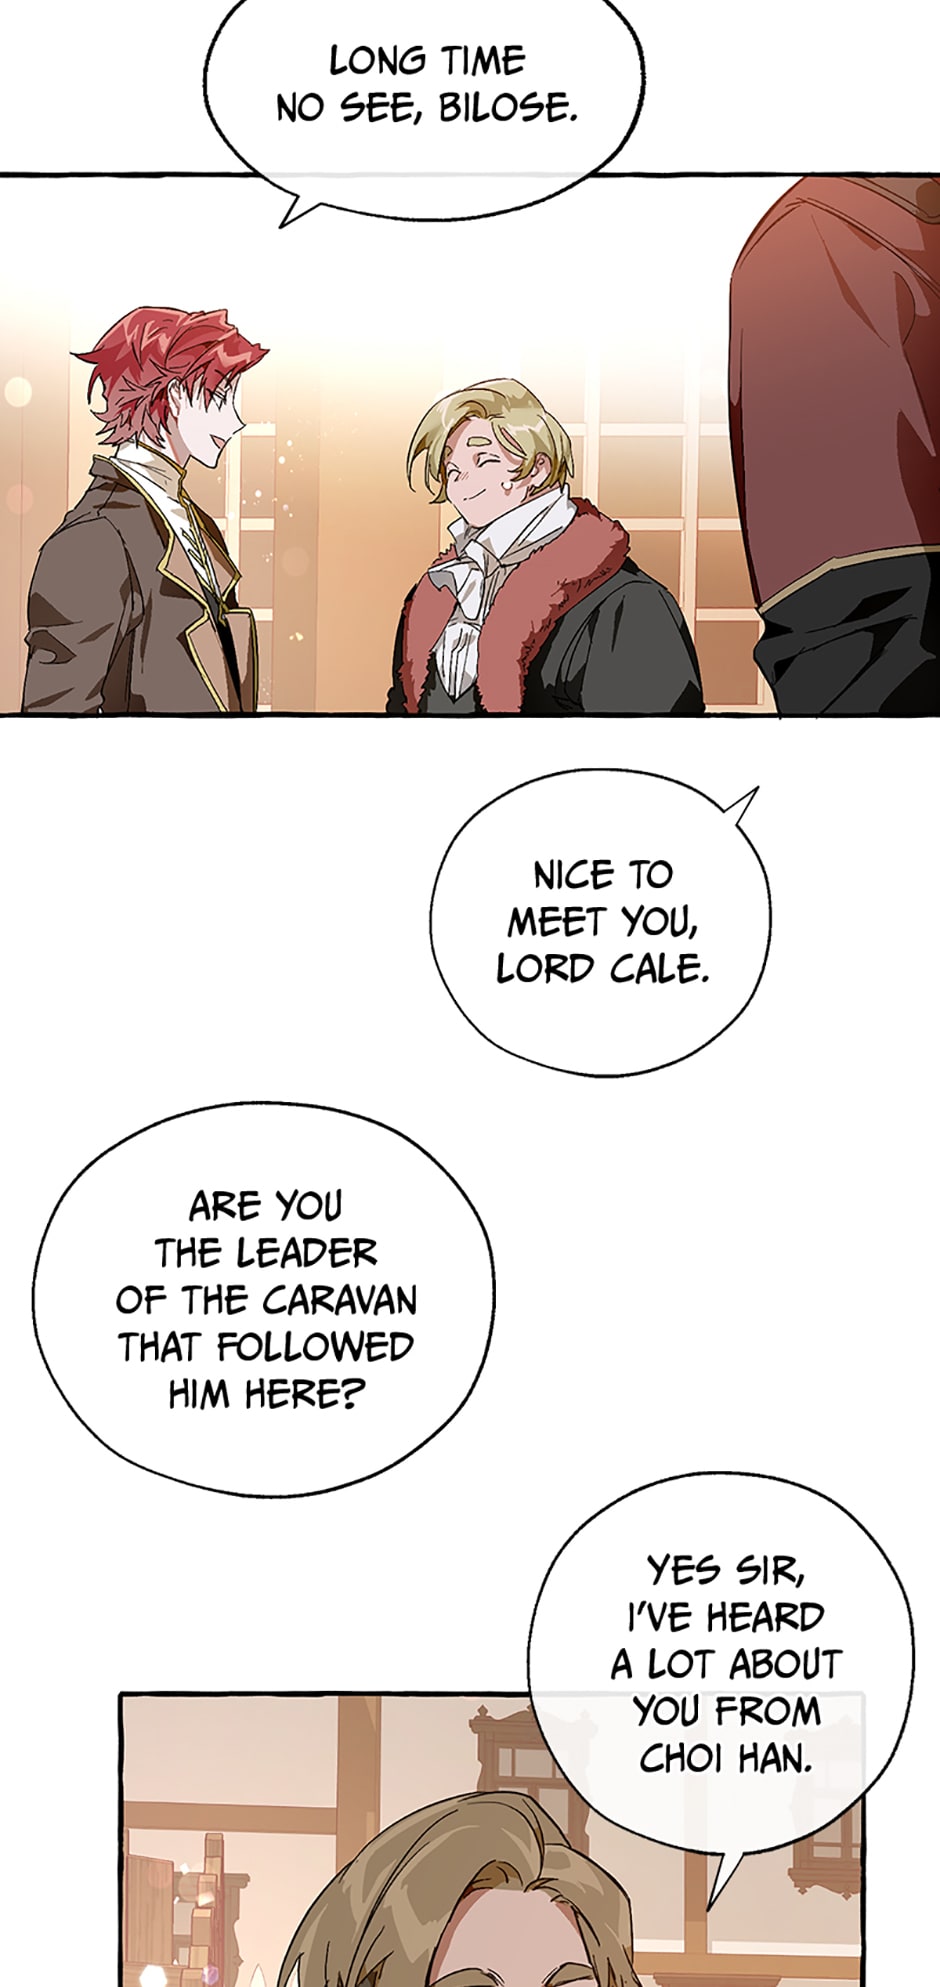 LONG TIME
NO SEE, BILOSE.
NICE TO
MEET YOU,
LORD CALE.
ARE YOU
THE LEADER
OF THE CARAVAN
THAT FOLLOWED
HIM HERE?
YES SIR,
I'VE HEARD
A LOT ABOUT
YOU FROM
CHOI HAN.